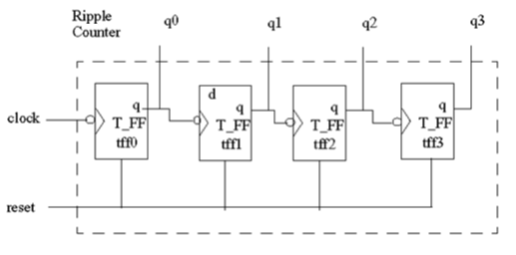 Ripple
Counter
q0
q1
q2
q3
clock
q
T_FF
tff0
d
q
T_FF
tff1
q
T_FF
tff2
q
T_FF
tff3
reset